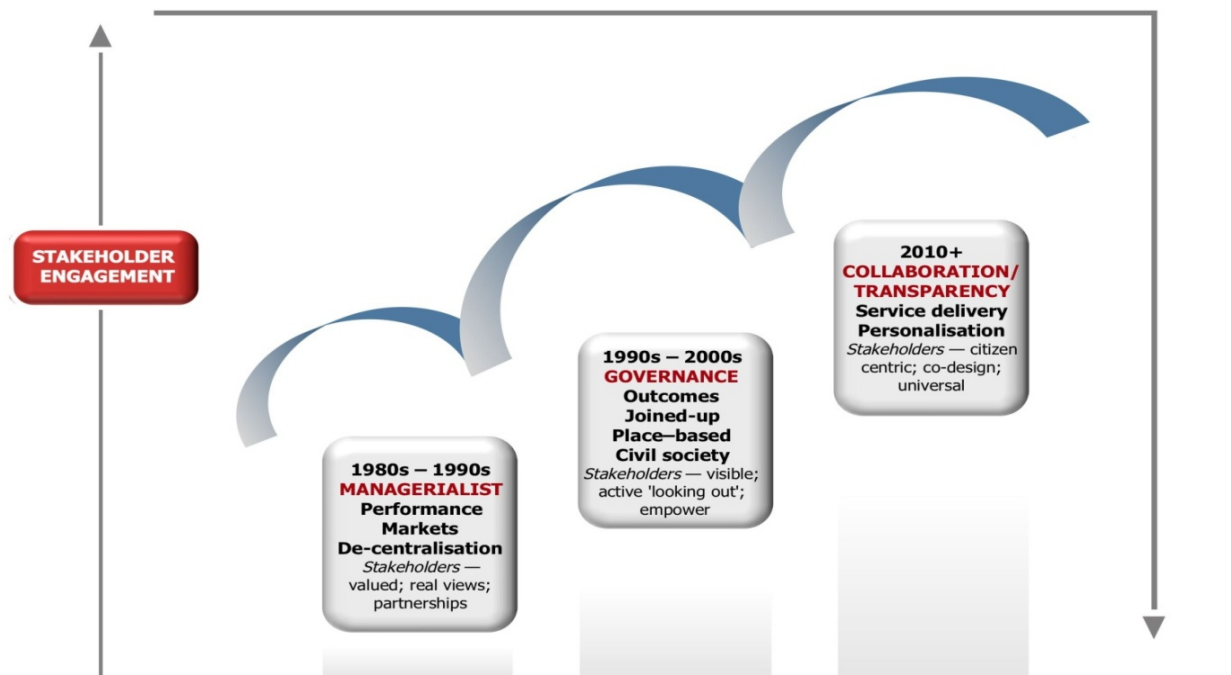 STAKEHOLDER
ENGAGEMENT
1980s – 1990s
MANAGERIALIST
Performance
Markets
De-centralisation
Stakeholders —
valued; real views;
partnerships
1990s – 2000s
GOVERNANCE
Outcomes
Joined-up
Place–based
Civil society
Stakeholders — visible;
active 'looking out';
empower
2010+
COLLABORATION/
TRANSPARENCY
Service delivery
Personalisation
Stakeholders — citizen
centric; co-design;
universal